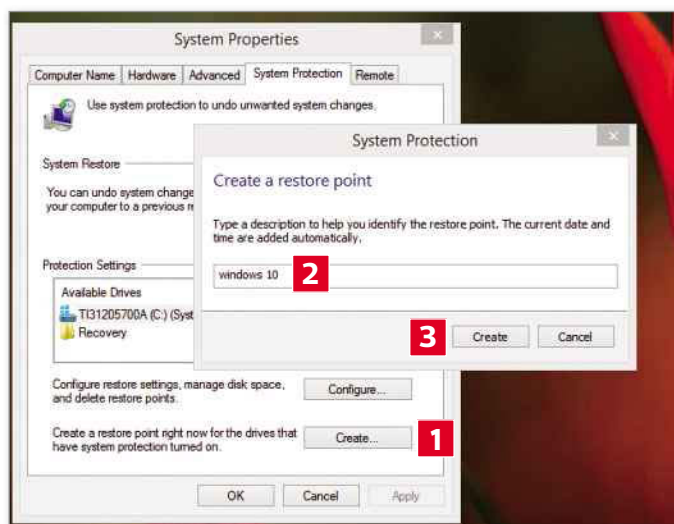 System Properties
Computer Name
Hardware
Advanced
System Protection
Remote
Use system protection to undo unwanted system changes.
System Restore
You can undo system change
your computer to a previous
Protection Settings
Available Drives
TI31205700A (C:) (Syst
Recovery
Configure restore settings, manage disk space,
and delete restore points.
Configure...
Create a restore point right now for the drives that
have system protection turned on.
Create...
1
OK
Cancel
Apply
System Protection
Create a restore point
Type a description to help you identify the restore point. The current date and
time are added automatically.
windows 10
2
3
Create
Cancel